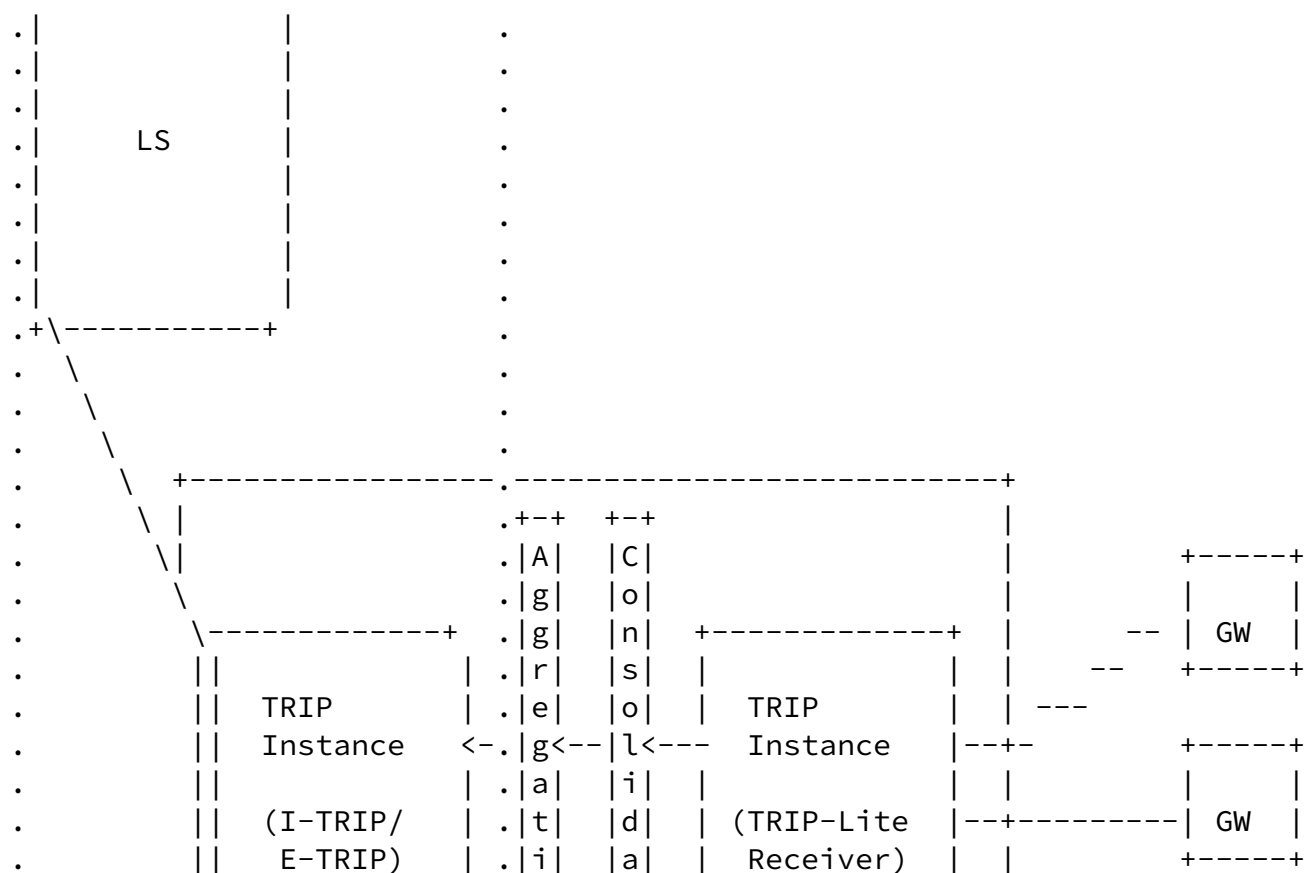 .|             |           .
.|             |           .
.|             |           .
.|     LS      |           .
.|             |           .
.|             |           .
.|             |           .
.|             |           .
.+\-----------+            .
.  \                       .
.   \                      .
.    \                     .
.     \  +-----------------.---------------------------+
.      \ |                 .+-+  +-+                   |
.       \|                 .|A|  |C|                   |         +-----+
.        \                 .|g|  |o|                   |         |     |
.         \-------------+  .|g|  |n|  +-------------+  |      -- | GW  |
.         ||             | .|r|  |s|  |             |  |    --   +-----+
.         ||  TRIP       | .|e|  |o|  |  TRIP       |  | ---
.         ||  Instance   <-.|g<--|l<---  Instance   |--+-        +-----+
.         ||             | .|a|  |i|  |             |  |         |     |
.         ||  (I-TRIP/   | .|t|  |d|  | (TRIP-Lite  |--+---------| GW  |
.         ||   E-TRIP)   | .|i|  |a|  |  Receiver)  |  |         +-----+